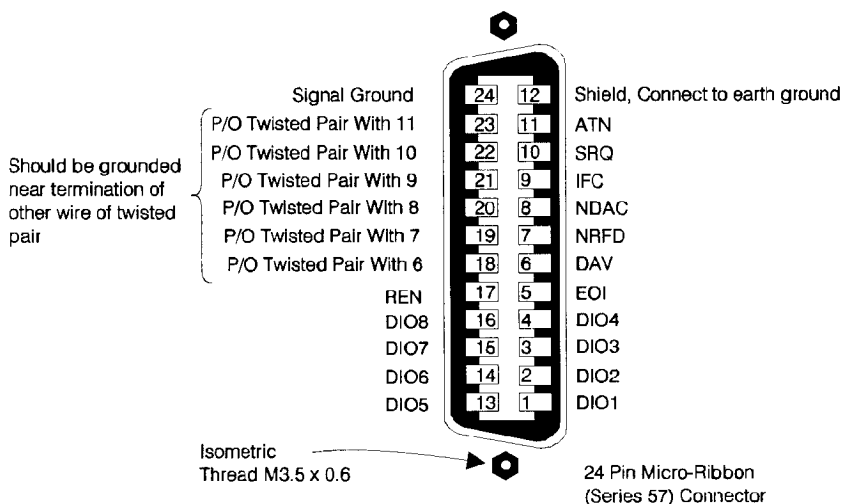 Signal Ground 24 12 Shield, Connect to earth ground
P/O Twisted Pair With 11 23 11 ATN
P/O Twisted Pair With 10 22 10 SRQ
P/O Twisted Pair With 9 21 9 IFC
P/O Twisted Pair With 8 20 8 NDAC
P/O Twisted Pair With 7 19 7 NRFD
P/O Twisted Pair With 6 18 6 DAV
Should be grounded
near termination of
other wire of twisted
pair
REN 17 5 EOI
DIO8 16 4 DIO4
DIO7 15 3 DIO3
DIO6 14 2 DIO2
DIO5 13 1 DIO1
Isometric
Thread M3.5 x 0.6
24 Pin Micro-Ribbon
(Series 57) Connector